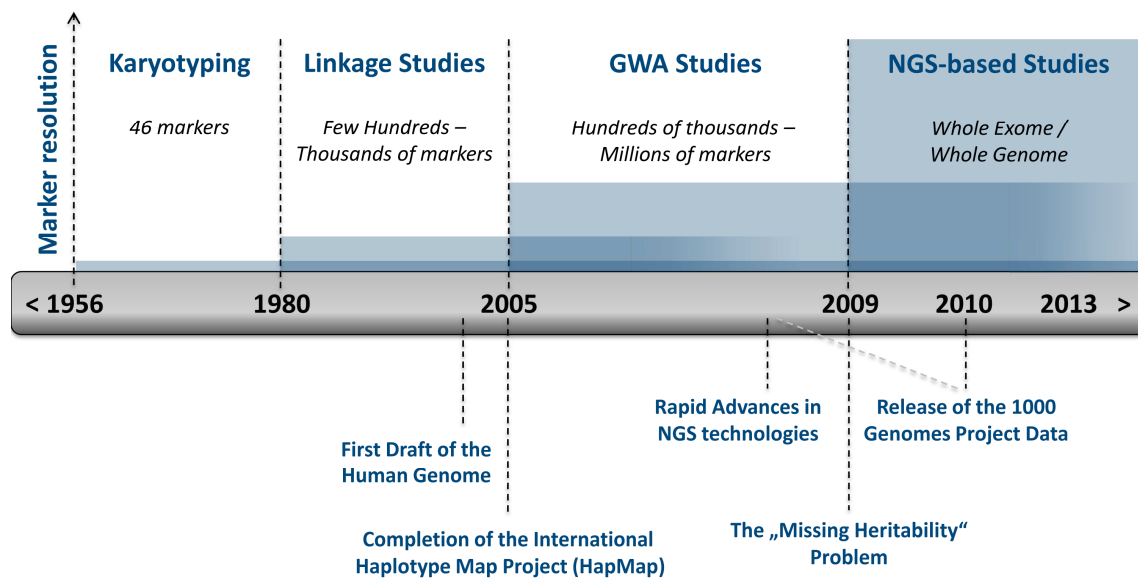 Marker resolution
Karyotyping
46 markers
Linkage Studies
Few Hundreds –
Thousands of markers
GWA Studies
Hundreds of thousands –
Millions of markers
NGS-based Studies
Whole Exome /
Whole Genome
< 1956 1980 2005 2009 2010 2013 >
First Draft of the
Human Genome
Completion of the International
Haplotype Map Project (HapMap)
Rapid Advances in
NGS technologies
The „Missing Heritability“
Problem
Release of the 1000
Genomes Project Data